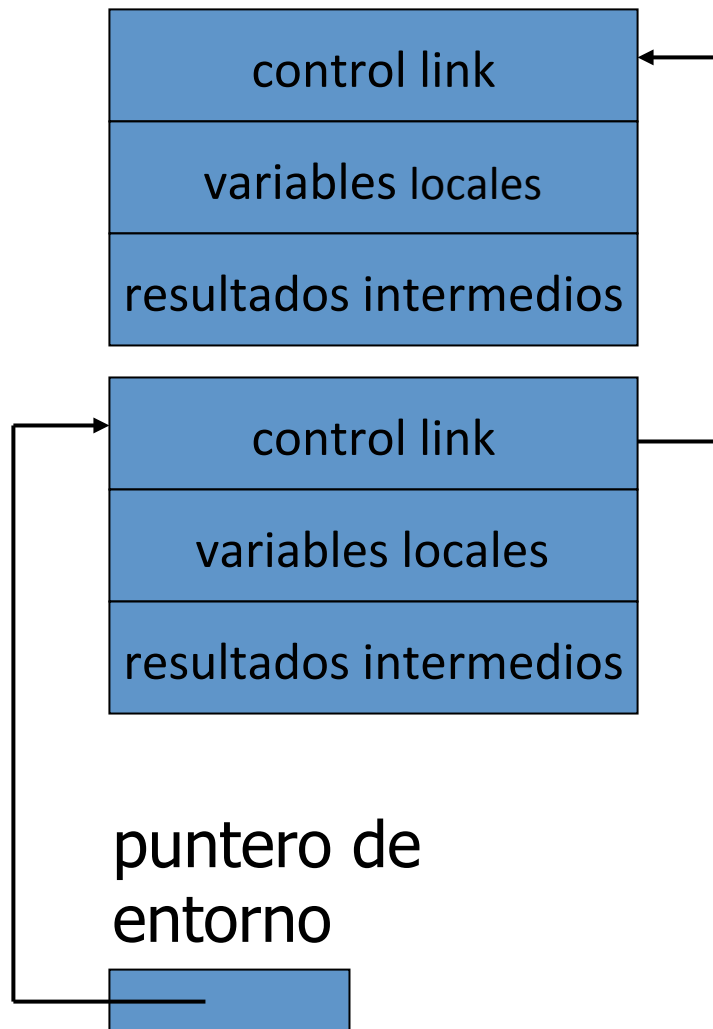 control link
variables locales
resultados intermedios
control link
variables locales
resultados intermedios
puntero de
entorno